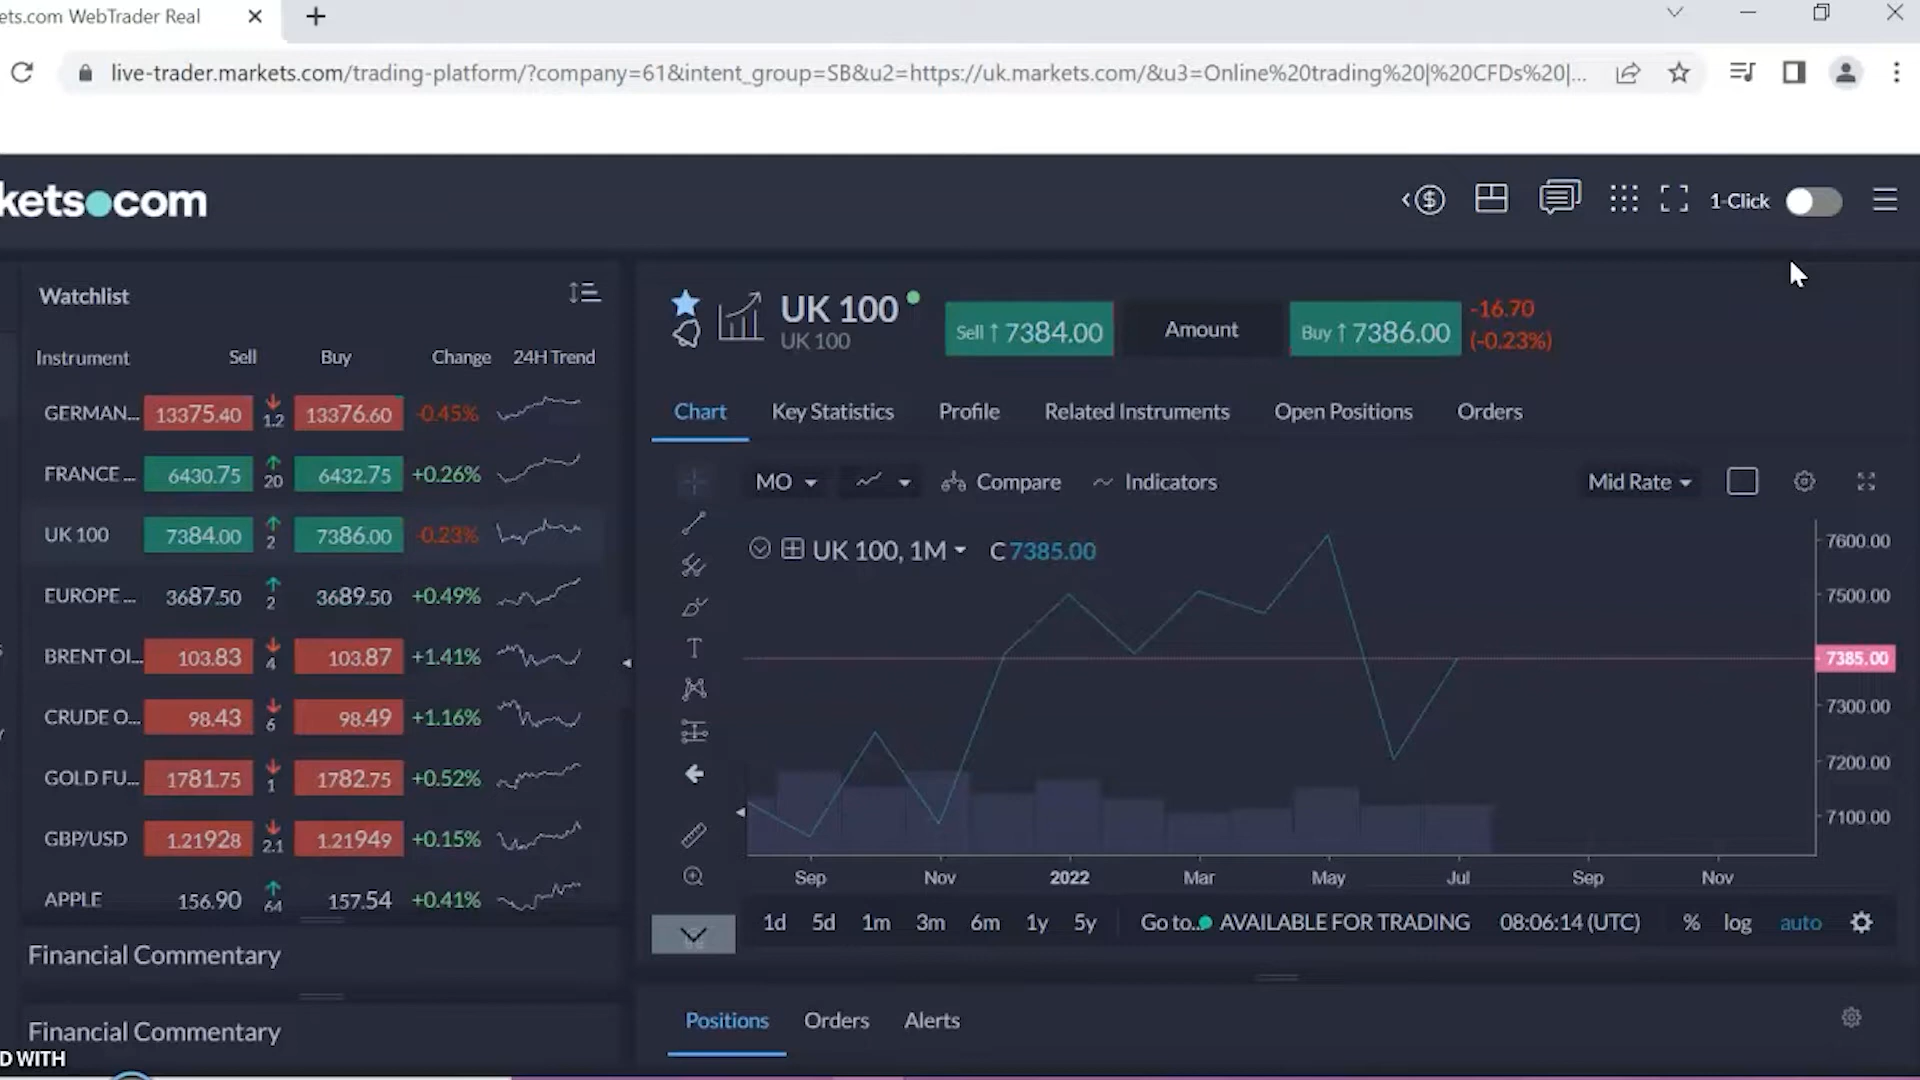 ets.com WebTrader Real
live-trader.markets.com/trading-platform/?company=61&intent_group=SB&u2=https://uk.markets.com/&u3=Online%20trading%20|%20CFDs%20|...
kets.com
1-Click
Watchlist
Instrument Sell Buy Change 24H Trend
GERMAN... 13375.40 1.2 13376.60 -0.45%
FRANCE ... 6430.75 20 6432.75 +0.26%
UK 100 7384.00 2 7386.00 -0.23%
EUROPE ... 3687.50 2 3689.50 +0.49%
BRENT OI... 103.83 4 103.87 +1.41%
CRUDE O... 98.43 6 98.49 +1.16%
GOLD FU... 1781.75 1 1782.75 +0.52%
GBP/USD 1.21928 2.1 1.21949 +0.15%
APPLE 156.90 64 157.54 +0.41%
Financial Commentary
Financial Commentary
D WITH
UK 100
UK 100
Sell ↑ 7384.00 Amount Buy ↑ 7386.00
-16.70
(-0.23%)
Chart Key Statistics Profile Related Instruments Open Positions Orders
MO Compare Indicators Mid Rate
UK 100, 1M C7385.00
7600.00
7500.00
7385.00
7300.00
7200.00
7100.00
Sep Nov 2022 Mar May Jul Sep Nov
1d 5d 1m 3m 6m 1y 5y Go to... AVAILABLE FOR TRADING 08:06:14 (UTC) % log auto
Positions Orders Alerts